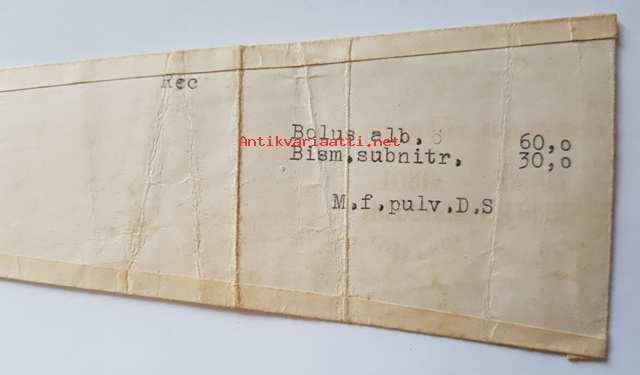 Rec
Bolus alb. 60,0
Antikvariaatti.net
Bism.subnitr. 30,0
M.f.pulv.D.S